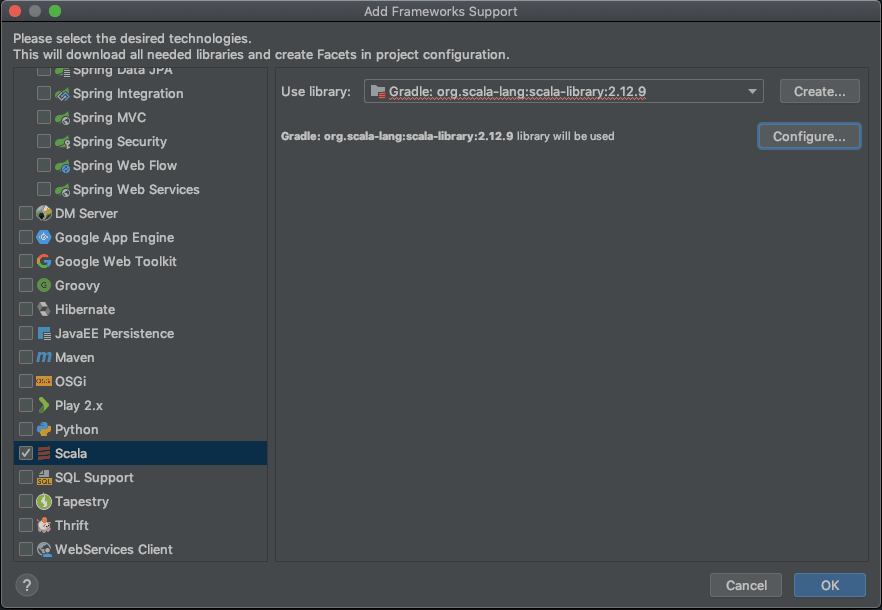 Add Frameworks Support
Please select the desired technologies.
This will download all needed libraries and create Facets in project configuration.
Spring Data JPA
Spring Integration
Spring MVC
Spring Security
Spring Web Flow
Spring Web Services
DM Server
Google App Engine
Google Web Toolkit
Groovy
Hibernate
JavaEE Persistence
Maven
OSGi
Play 2.x
Python
Scala
SQL Support
Tapestry
Thrift
WebServices Client
Use library: Gradle: org.scala-lang:scala-library:2.12.9 Create...
Gradle: org.scala-lang:scala-library:2.12.9 library will be used Configure...
? Cancel OK